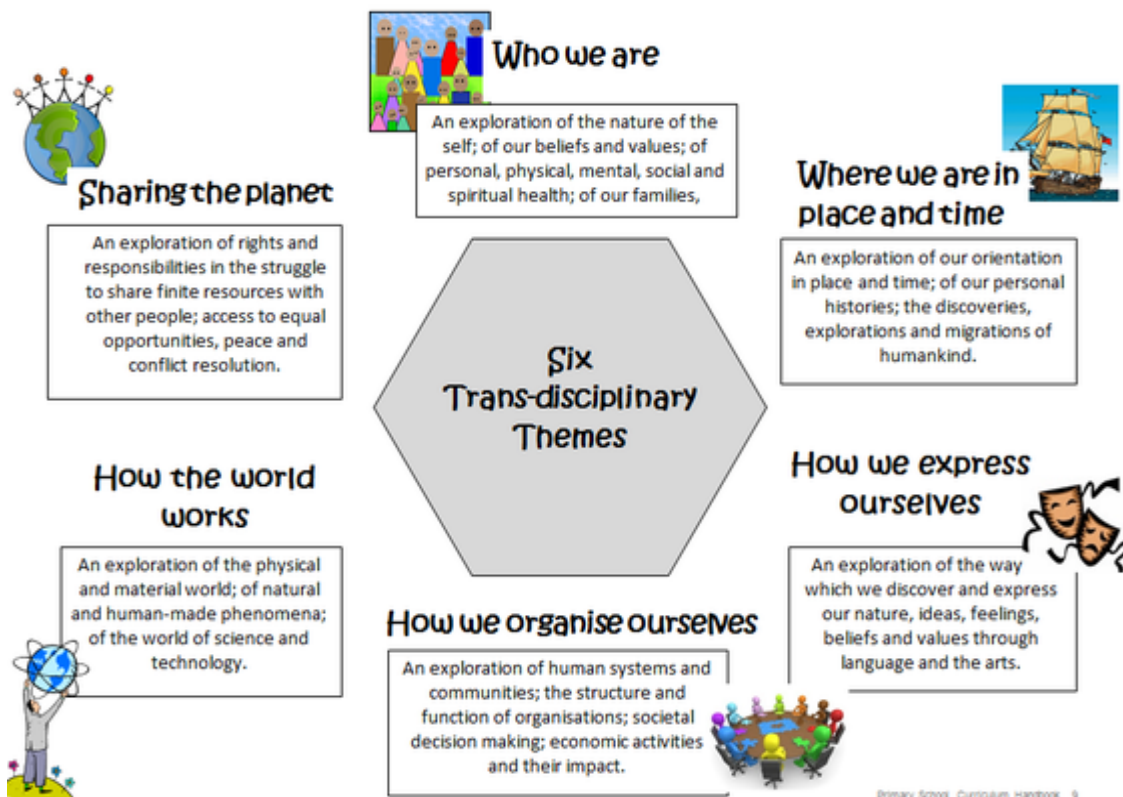 Who we are
An exploration of the nature of the
self; of our beliefs and values; of
personal, physical, mental, social and
spiritual health; of our families,
Where we are in
place and time
An exploration of our orientation
in place and time; of our personal
histories; the discoveries,
explorations and migrations of
humankind.
Sharing the planet
An exploration of rights and
responsibilities in the struggle
to share finite resources with
other people; access to equal
opportunities, peace and
conflict resolution.
Six
Trans-disciplinary
Themes
How we express
ourselves
An exploration of the way
which we discover and express
our nature, ideas, feelings,
beliefs and values through
language and the arts.
How the world
works
An exploration of the physical
and material world; of natural
and human-made phenomena;
of the world of science and
technology.
How we organise ourselves
An exploration of human systems and
communities; the structure and
function of organisations; societal
decision making; economic activities
and their impact.
Primary School Curriculum Handbook 9